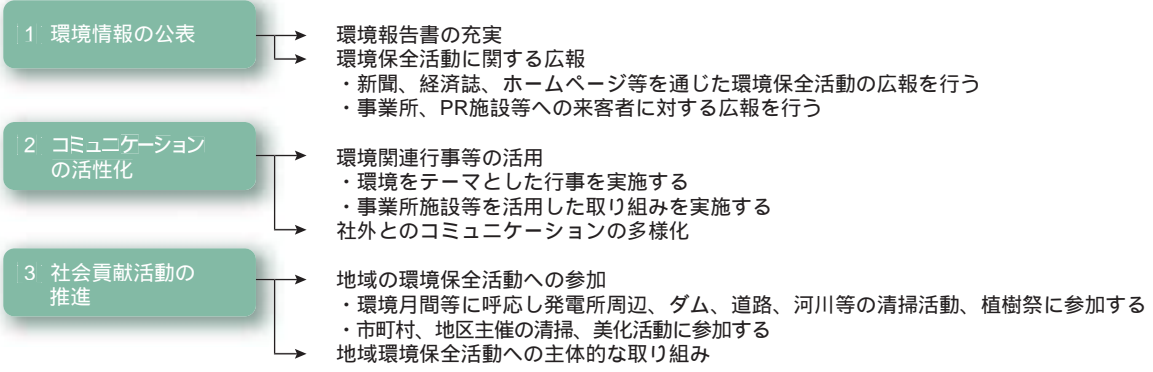 1 環境情報の公表
環境報告書の充実
環境保全活動に関する広報
・新聞、経済誌、ホームページ等を通じた環境保全活動の広報を行う
・事業所、PR施設等への来客者に対する広報を行う
2 コミュニケーション
の活性化
環境関連行事等の活用
・環境をテーマとした行事を実施する
・事業所施設等を活用した取り組みを実施する
社外とのコミュニケーションの多様化
3 社会貢献活動の
推進
地域の環境保全活動への参加
・環境月間等に呼応し発電所周辺、ダム、道路、河川等の清掃活動、植樹祭に参加する
・市町村、地区主催の清掃、美化活動に参加する
地域環境保全活動への主体的な取り組み